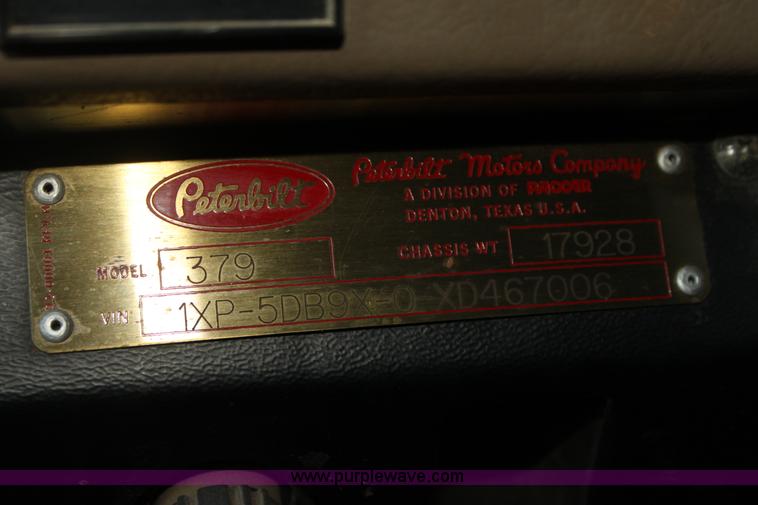 Peterbilt
Peterbilt Motors Company
A DIVISION OF PACCAR
DENTON, TEXAS U.S.A.
MODEL 379
CHASSIS WT 17928
VIN 1XP-5DB9X-0 XD467006
www.purplewave.com